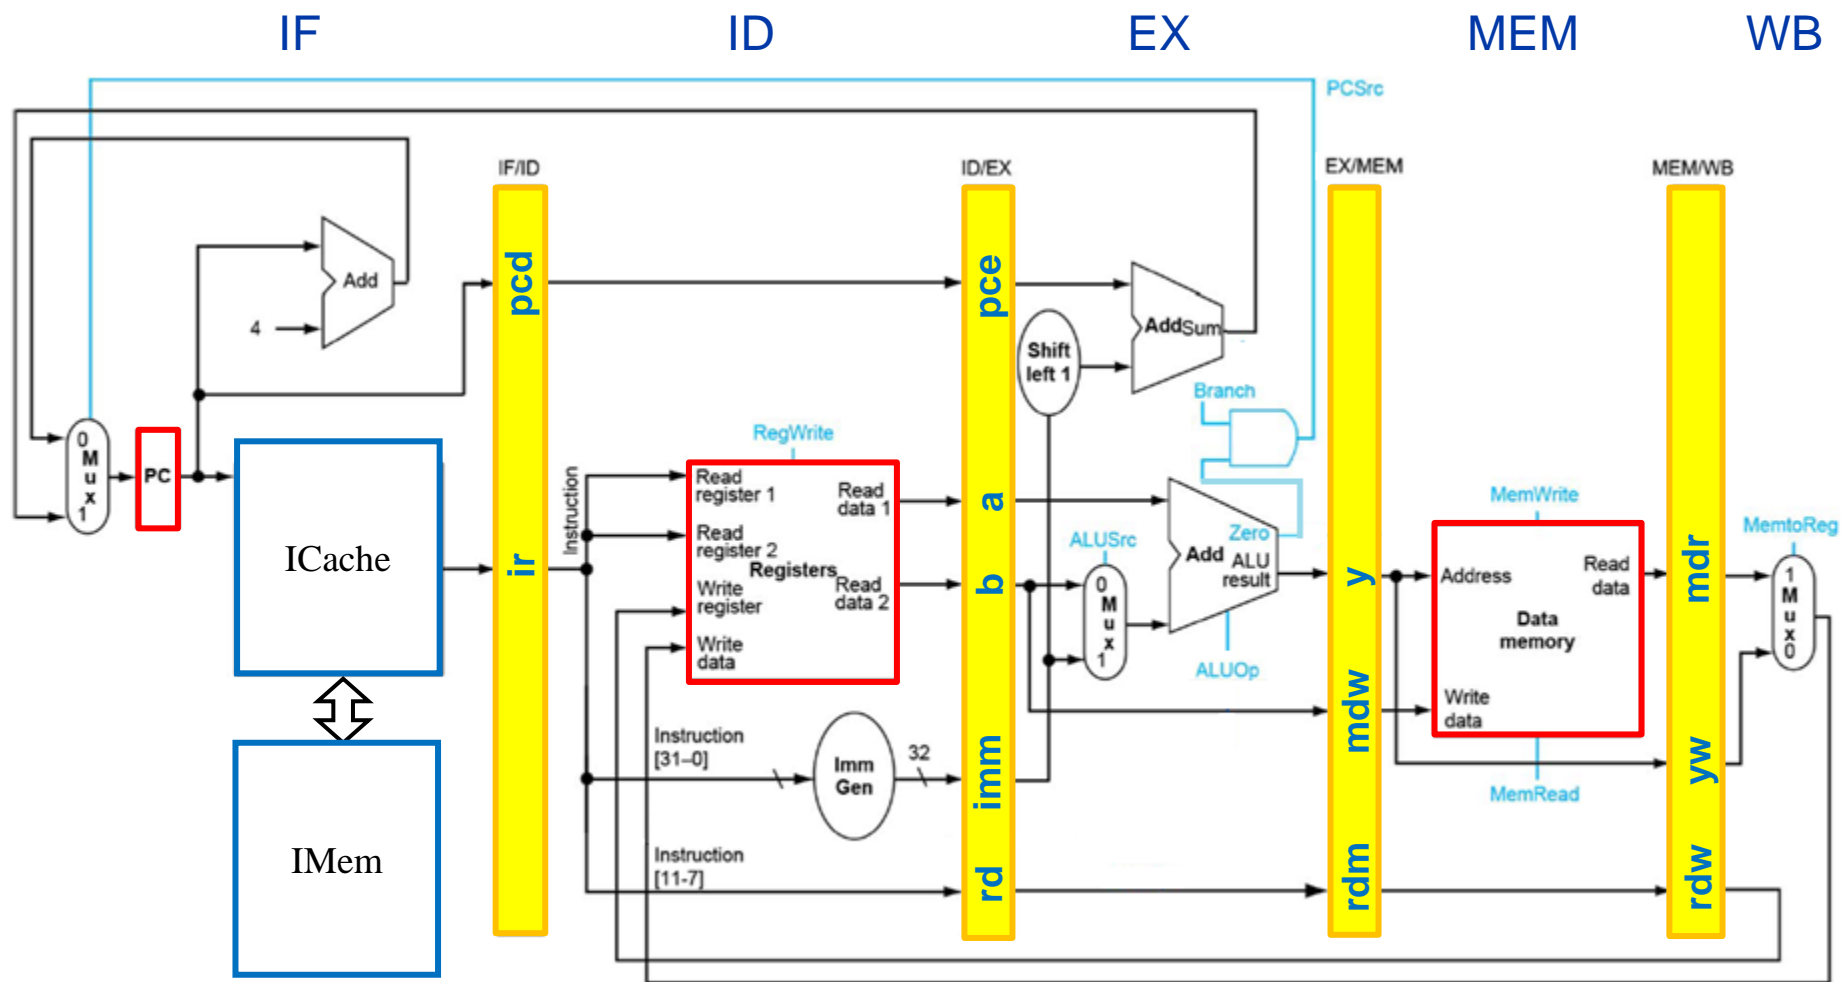 IF
ID
EX
MEM
WB
PCSrc
IF/ID
ID/EX
EX/MEM
MEM/WB
Add
4
pcd
pce
Shift
left 1
AddSum
Branch
0
M
u
x
1
PC
ICache
IMem
ir
Instruction
RegWrite
Read
register 1
Read
register 2
Registers
Write
register
Write
data
Read
data 1
Read
data 2
Instruction
[31–0]
Imm
Gen
32
Instruction
[11-7]
a
b
imm
rd
ALUSrc
0
M
u
x
1
Zero
Add
ALU
result
ALUOp
y
mdw
rdm
MemWrite
Address
Read
data
Data
memory
Write
data
MemRead
mdr
yw
rdw
MemtoReg
1
M
u
x
0